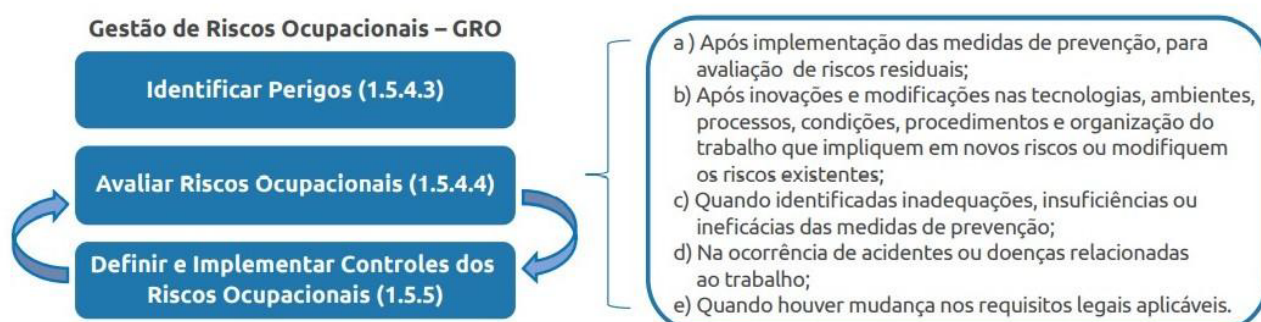 Gestão de Riscos Ocupacionais – GRO
Identificar Perigos (1.5.4.3)
Avaliar Riscos Ocupacionais (1.5.4.4)
Definir e Implementar Controles dos
Riscos Ocupacionais (1.5.5)
a ) Após implementação das medidas de prevenção, para
avaliação de riscos residuais;
b) Após inovações e modificações nas tecnologias, ambientes,
processos, condições, procedimentos e organização do
trabalho que impliquem em novos riscos ou modifiquem
os riscos existentes;
c) Quando identificadas inadequações, insuficiências ou
ineficácias das medidas de prevenção;
d) Na ocorrência de acidentes ou doenças relacionadas
ao trabalho;
e) Quando houver mudança nos requisitos legais aplicáveis.